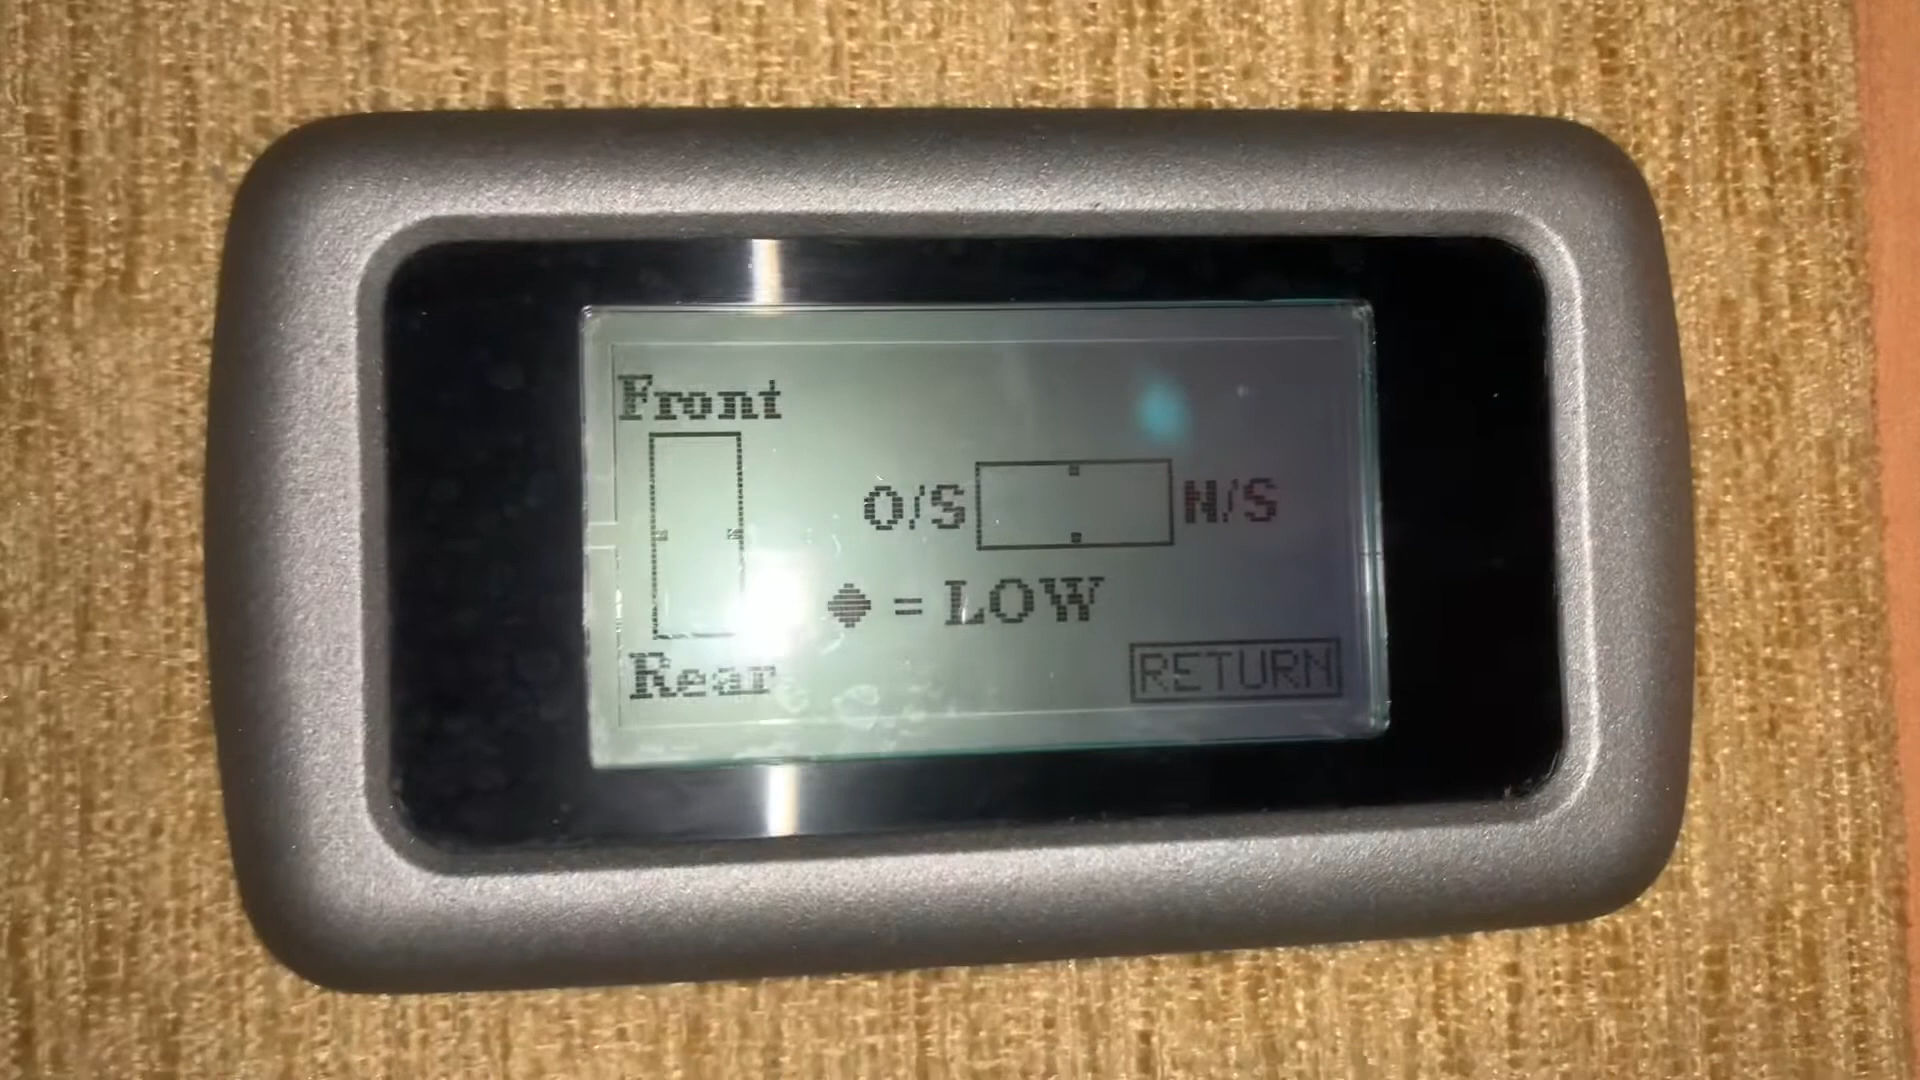 Front
O/S N/S
♦ = LOW
Rear
RETURN